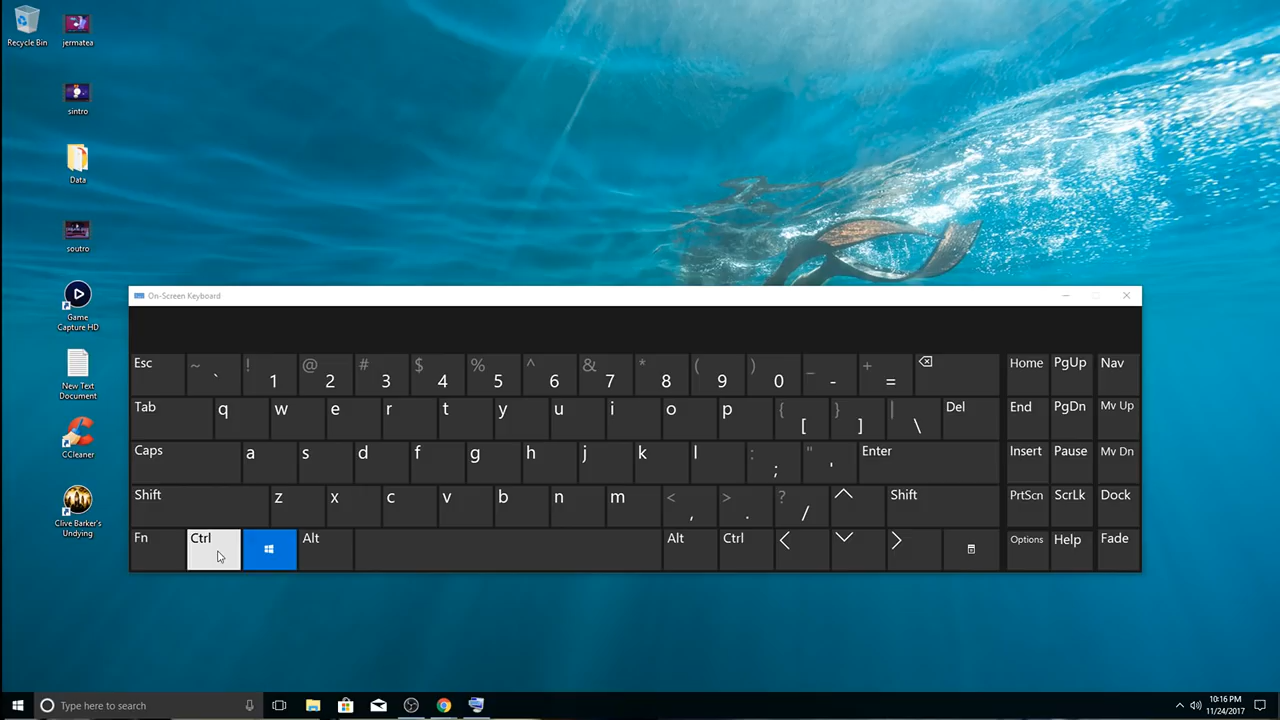 Recycle Bin
jermatea
sintro
Data
soutro
Game
Capture HD
New Text
Document
CCleaner
Clive Barker's
Undying
On-Screen Keyboard
Esc ~ ` ! 1 @ 2 # 3 $ 4 % 5 ^ 6 & 7 * 8 ( 9 ) 0 _ - + = Home PgUp Nav
Tab q w e r t y u i o p { [ } ] | \ Del End PgDn Mv Up
Caps a s d f g h j k l : ; " ' Enter Insert Pause Mv Dn
Shift z x c v b n m < , > . ? / Shift PrtScn ScrLk Dock
Fn Ctrl Alt Alt Ctrl Options Help Fade
Type here to search
10:16 PM
11/24/2017